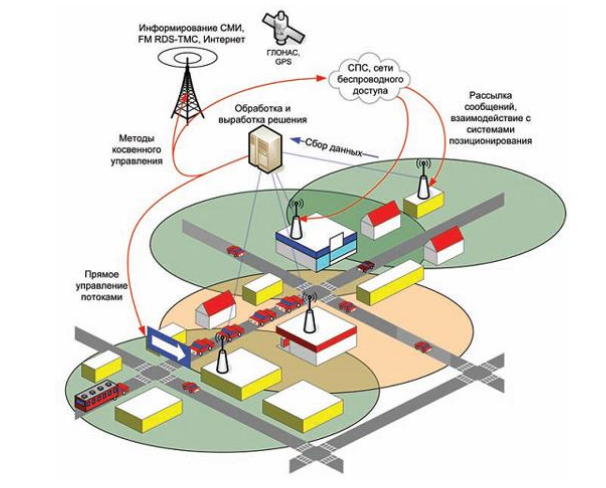 Информирование СМИ,
FM RDS-TMC, Интернет
ГЛОНАС,
GPS
СПС, сети
беспроводного
доступа
Рассылка
сообщений,
взаимодействие с
системами
позиционирования
Обработка и
выработка решения
Сбор данных
Методы
косвенного
управления
Прямое
управление
потоками